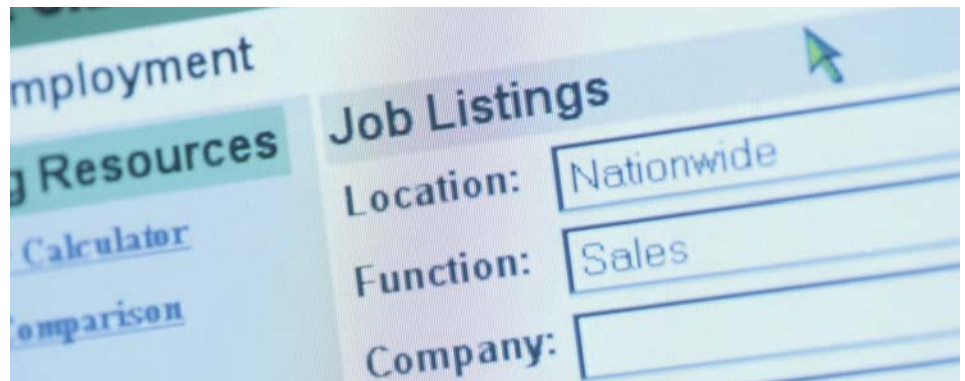 mployment
g Resources
Calculator
omparison
Job Listings
Location: Nationwide
Function: Sales
Company: